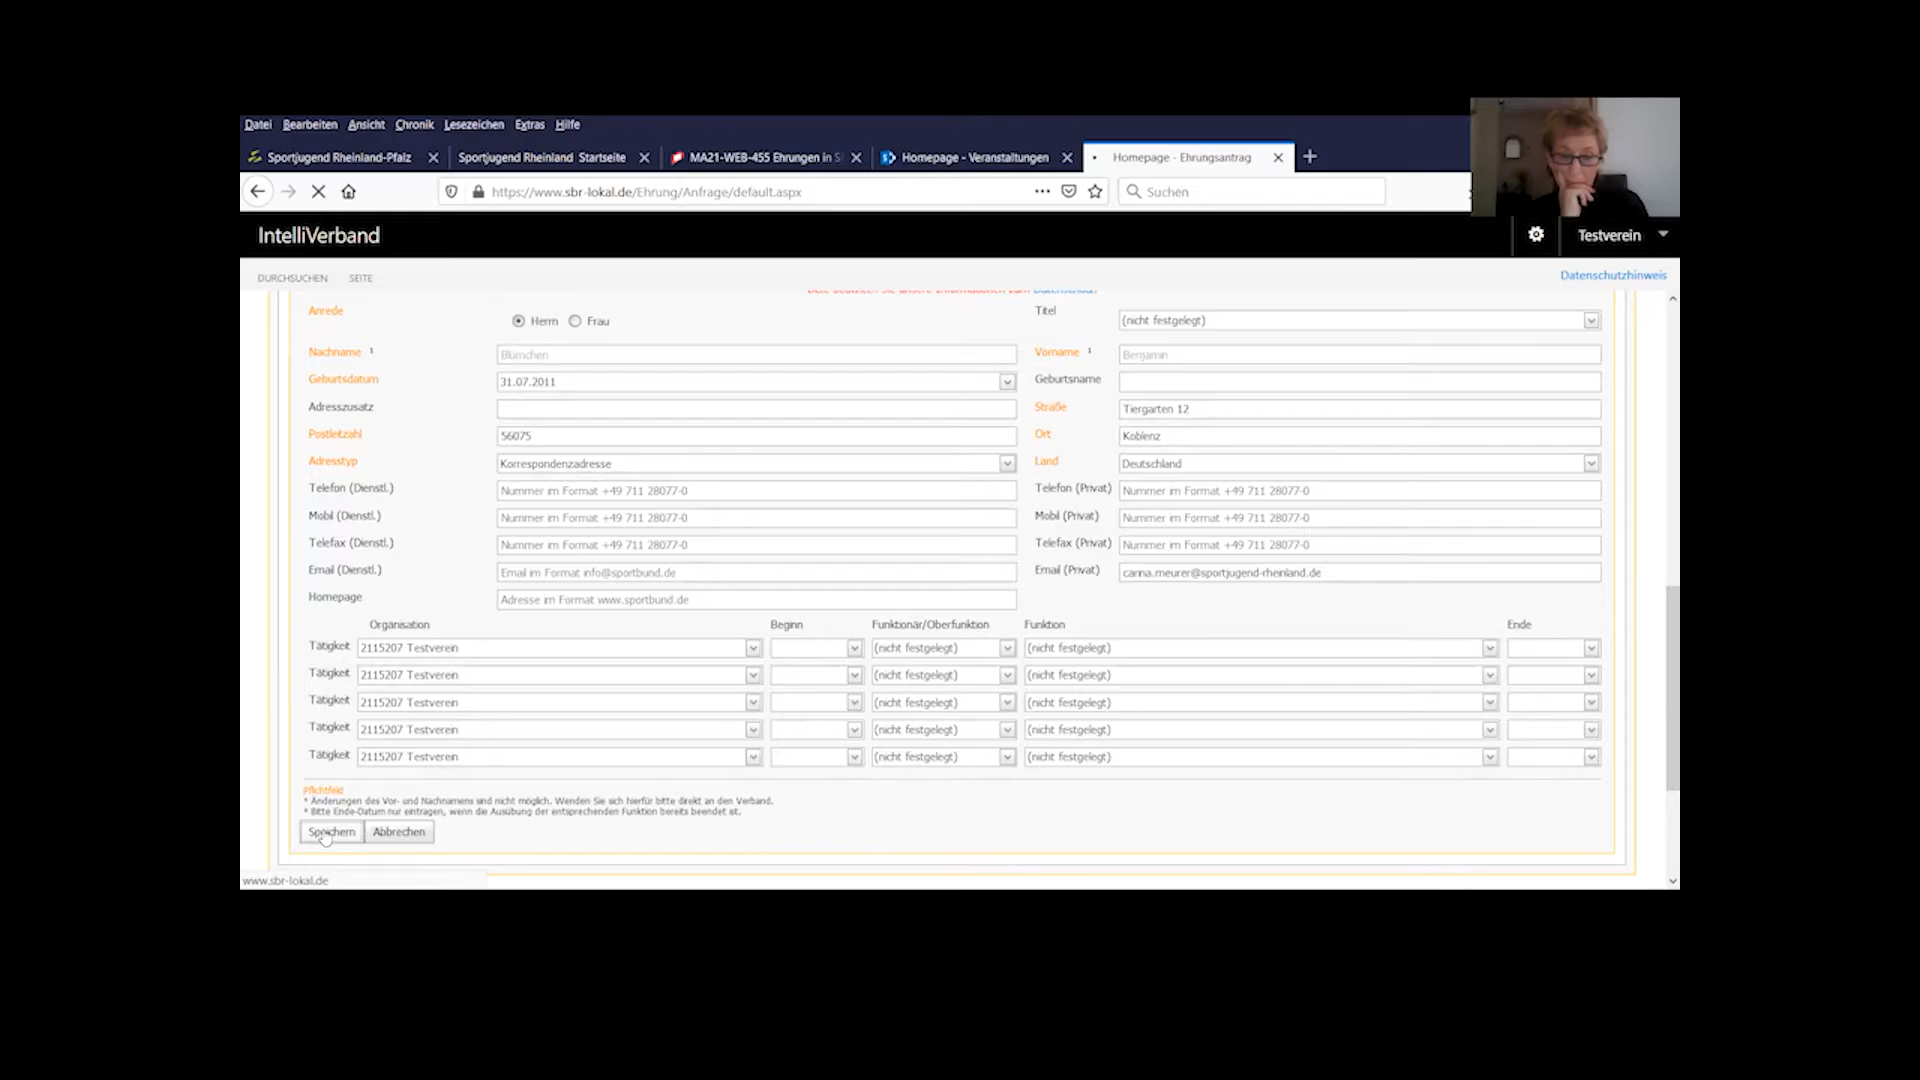 Datei Bearbeiten Ansicht Chronik Lesezeichen Extras Hilfe
Sportjugend Rheinland-Pfalz Sportjugend Rheinland Startseite MA21-WEB-455 Ehrungen in S Homepage - Veranstaltungen Homepage - Ehrungsantrag
https://www.sbr-lokal.de/Ehrung/Anfrage/default.aspx Suchen
IntelliVerband Testverein
DURCHSUCHEN SEITE Datenschutzhinweis
Anrede Herrn Frau Titel (nicht festgelegt)
Nachname ¹ Blümchen Vorname ¹ Benjamin
Geburtsdatum 31.07.2011 Geburtsname
Adresszusatz Straße Tiergarten 12
Postleitzahl 56075 Ort Koblenz
Adresstyp Korrespondenzadresse Land Deutschland
Telefon (Dienstl.) Nummer im Format +49 711 28077-0 Telefon (Privat) Nummer im Format +49 711 28077-0
Mobil (Dienstl.) Nummer im Format +49 711 28077-0 Mobil (Privat) Nummer im Format +49 711 28077-0
Telefax (Dienstl.) Nummer im Format +49 711 28077-0 Telefax (Privat) Nummer im Format +49 711 28077-0
Email (Dienstl.) Email im Format info@sportbund.de Email (Privat) carina.meurer@sportjugend-rheinland.de
Homepage Adresse im Format www.sportbund.de
Organisation Beginn Funktionär/Oberfunktion Funktion Ende
Tätigkeit 2115207 Testverein (nicht festgelegt) (nicht festgelegt)
Tätigkeit 2115207 Testverein (nicht festgelegt) (nicht festgelegt)
Tätigkeit 2115207 Testverein (nicht festgelegt) (nicht festgelegt)
Tätigkeit 2115207 Testverein (nicht festgelegt) (nicht festgelegt)
Tätigkeit 2115207 Testverein (nicht festgelegt) (nicht festgelegt)
Pflichtfeld
* Änderungen des Vor- und Nachnamens sind nicht möglich. Wenden Sie sich hierfür bitte direkt an den Verband.
* Bitte Ende-Datum nur eintragen, wenn die Ausübung der entsprechenden Funktion bereits beendet ist.
Speichern Abbrechen
www.sbr-lokal.de